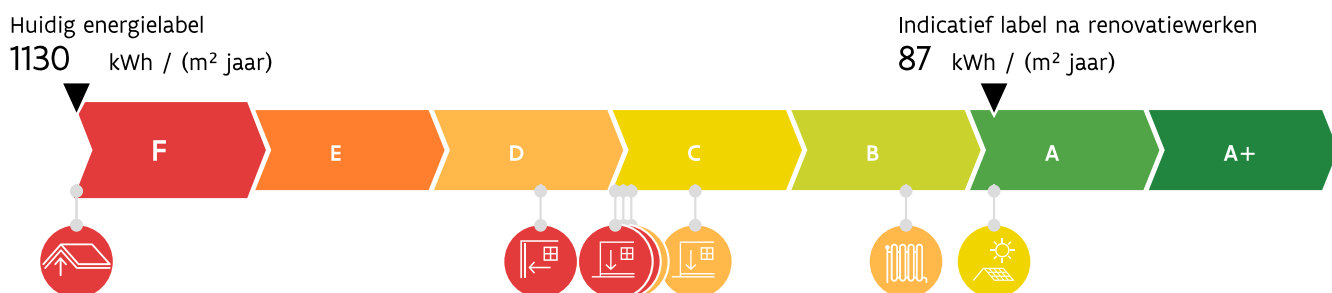 Huidig energielabel
1130 kWh / (m² jaar)
Indicatief label na renovatiewerken
87 kWh / (m² jaar)
F E D C B A A+